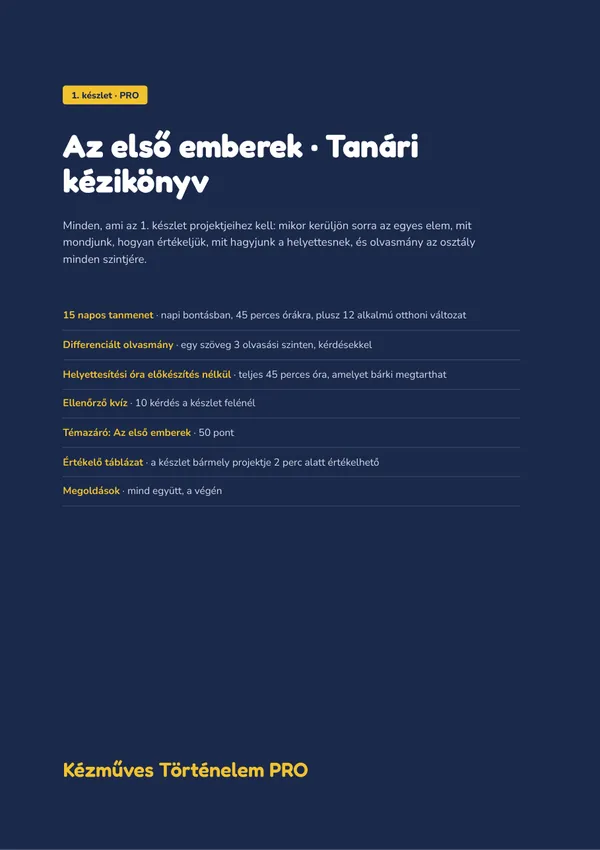 1. készlet · PRO
Az első emberek · Tanári
kézikönyv
Minden, ami az 1. készlet projektjeihez kell: mikor kerüljön sorra az egyes elem, mit
mondjunk, hogyan értékeljük, mit hagyjunk a helyettesnek, és olvasmány az osztály
minden szintjére.
15 napos tanmenet · napi bontásban, 45 perces órákra, plusz 12 alkalmú otthoni változat
Differenciált olvasmány · egy szöveg 3 olvasási szinten, kérdésekkel
Helyettesítési óra előkészítés nélkül · teljes 45 perces óra, amelyet bárki megtarthat
Ellenőrző kvíz · 10 kérdés a készlet felénél
Témazáró: Az első emberek · 50 pont
Értékelő táblázat · a készlet bármely projektje 2 perc alatt értékelhető
Megoldások · mind együtt, a végén
Kézműves Történelem PRO